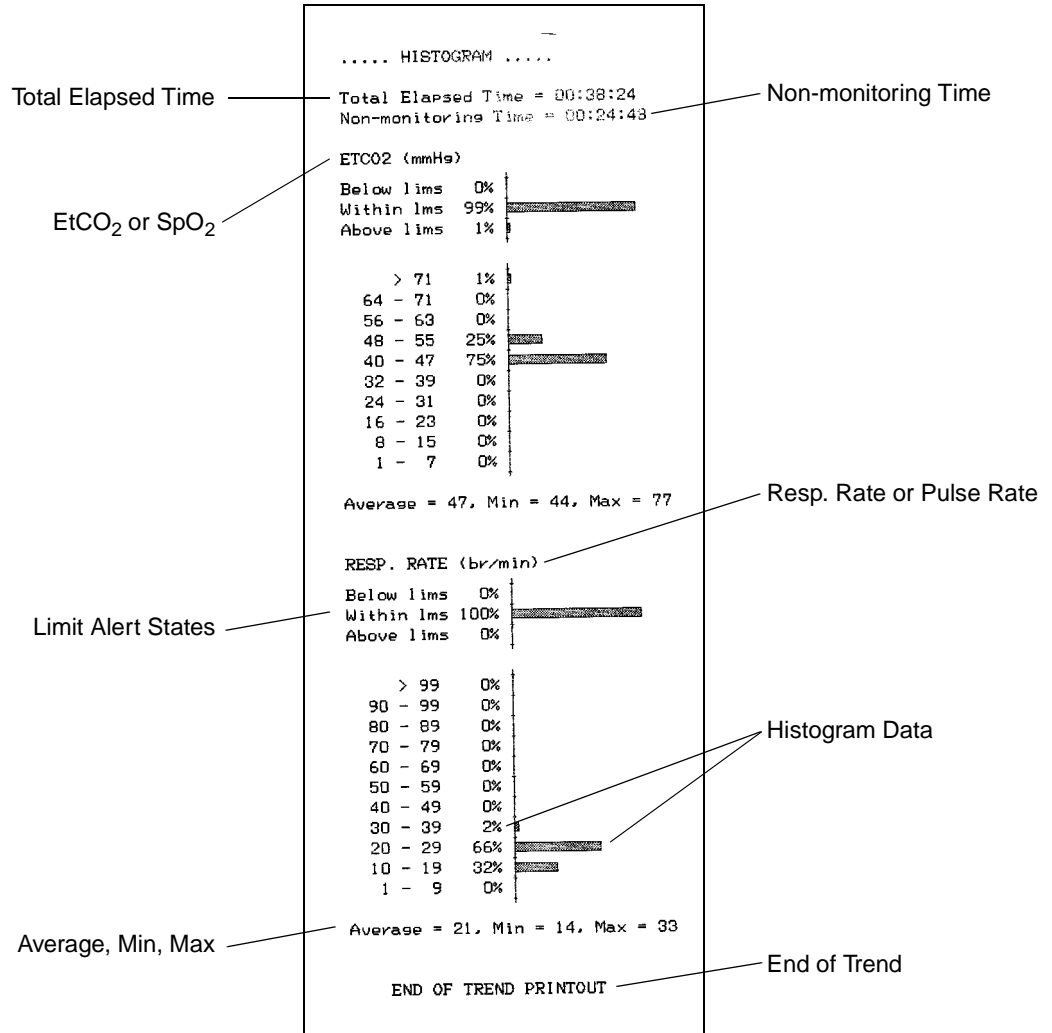 ..... HISTOGRAM .....
Total Elapsed Time
Total Elapsed Time = 00:38:24
Non-monitoring Time
Non-monitoring Time = 00:24:48
ETCO2 (mmHg)
EtCO2 or SpO2
Below lims 0%
Within lms 99%
Above lims 1%
> 71 1%
64 - 71 0%
56 - 63 0%
48 - 55 25%
40 - 47 75%
32 - 39 0%
24 - 31 0%
16 - 23 0%
8 - 15 0%
1 - 7 0%
Average = 47, Min = 44, Max = 77
Resp. Rate or Pulse Rate
RESP. RATE (br/min)
Limit Alert States
Below lims 0%
Within lms 100%
Above lims 0%
> 99 0%
90 - 99 0%
80 - 89 0%
70 - 79 0%
60 - 69 0%
50 - 59 0%
40 - 49 0%
30 - 39 2%
20 - 29 66%
10 - 19 32%
1 - 9 0%
Histogram Data
Average = 21, Min = 14, Max = 33
Average, Min, Max
End of Trend
END OF TREND PRINTOUT